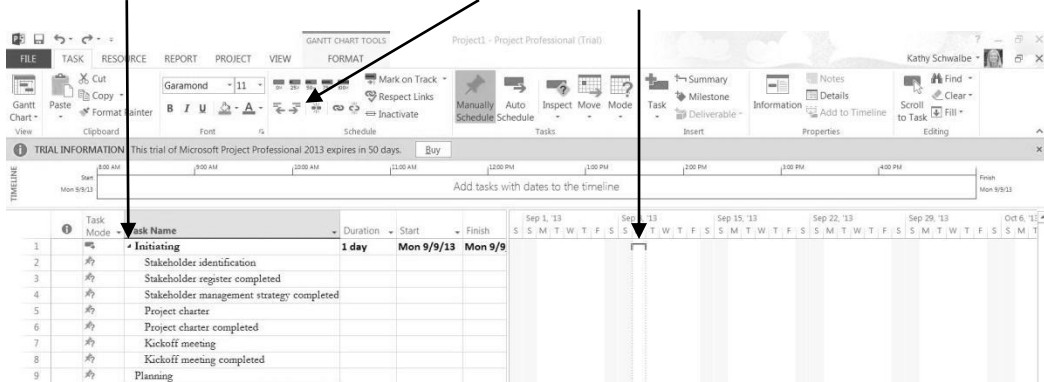 GANTT CHART TOOLS Project1 - Project Professional (Trial) ?
FILE TASK RESOURCE REPORT PROJECT VIEW FORMAT Kathy Schwalbe
Cut Garamond 11 Mark on Track Summary Notes Find
Copy Respect Links Milestone Details Clear
Gantt Chart Paste Format Painter B I U A Inactivate Manually Schedule Auto Schedule Inspect Move Mode Task Deliverable Information Add to Timeline Scroll to Task Fill
View Clipboard Font Schedule Tasks Insert Properties Editing
TRIAL INFORMATION This trial of Microsoft Project Professional 2013 expires in 50 days. Buy
TIMELINE
8:00 AM 9:00 AM 10:00 AM 11:00 AM 12:00 PM 1:00 PM 2:00 PM 3:00 PM 4:00 PM
Start Mon 9/9/13 Add tasks with dates to the timeline Finish Mon 9/9/13
Sep 1, '13 Sep 15, '13 Sep 22, '13 Sep 29, '13 Oct 6, '13
Task Mode Task Name Duration Start Finish S S M T W T F S S T W T F S S M T W T F S S M T W T F S S M T W T F S S M T
1 Initiating 1 day Mon 9/9/13 Mon 9/9
2 Stakeholder identification
3 Stakeholder register completed
4 Stakeholder management strategy completed
5 Project charter
6 Project charter completed
7 Kickoff meeting
8 Kickoff meeting completed
9 Planning